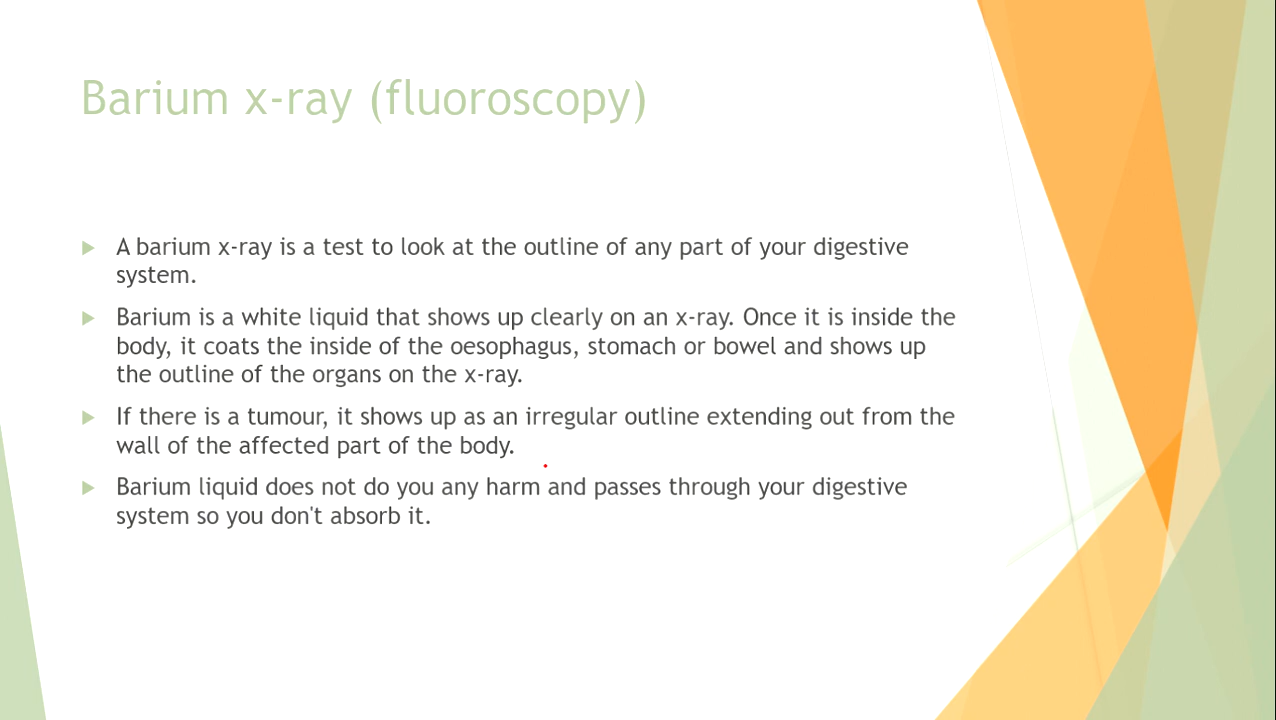 Barium x-ray (fluoroscopy)
A barium x-ray is a test to look at the outline of any part of your digestive
system.
Barium is a white liquid that shows up clearly on an x-ray. Once it is inside the
body, it coats the inside of the oesophagus, stomach or bowel and shows up
the outline of the organs on the x-ray.
If there is a tumour, it shows up as an irregular outline extending out from the
wall of the affected part of the body.
Barium liquid does not do you any harm and passes through your digestive
system so you don't absorb it.